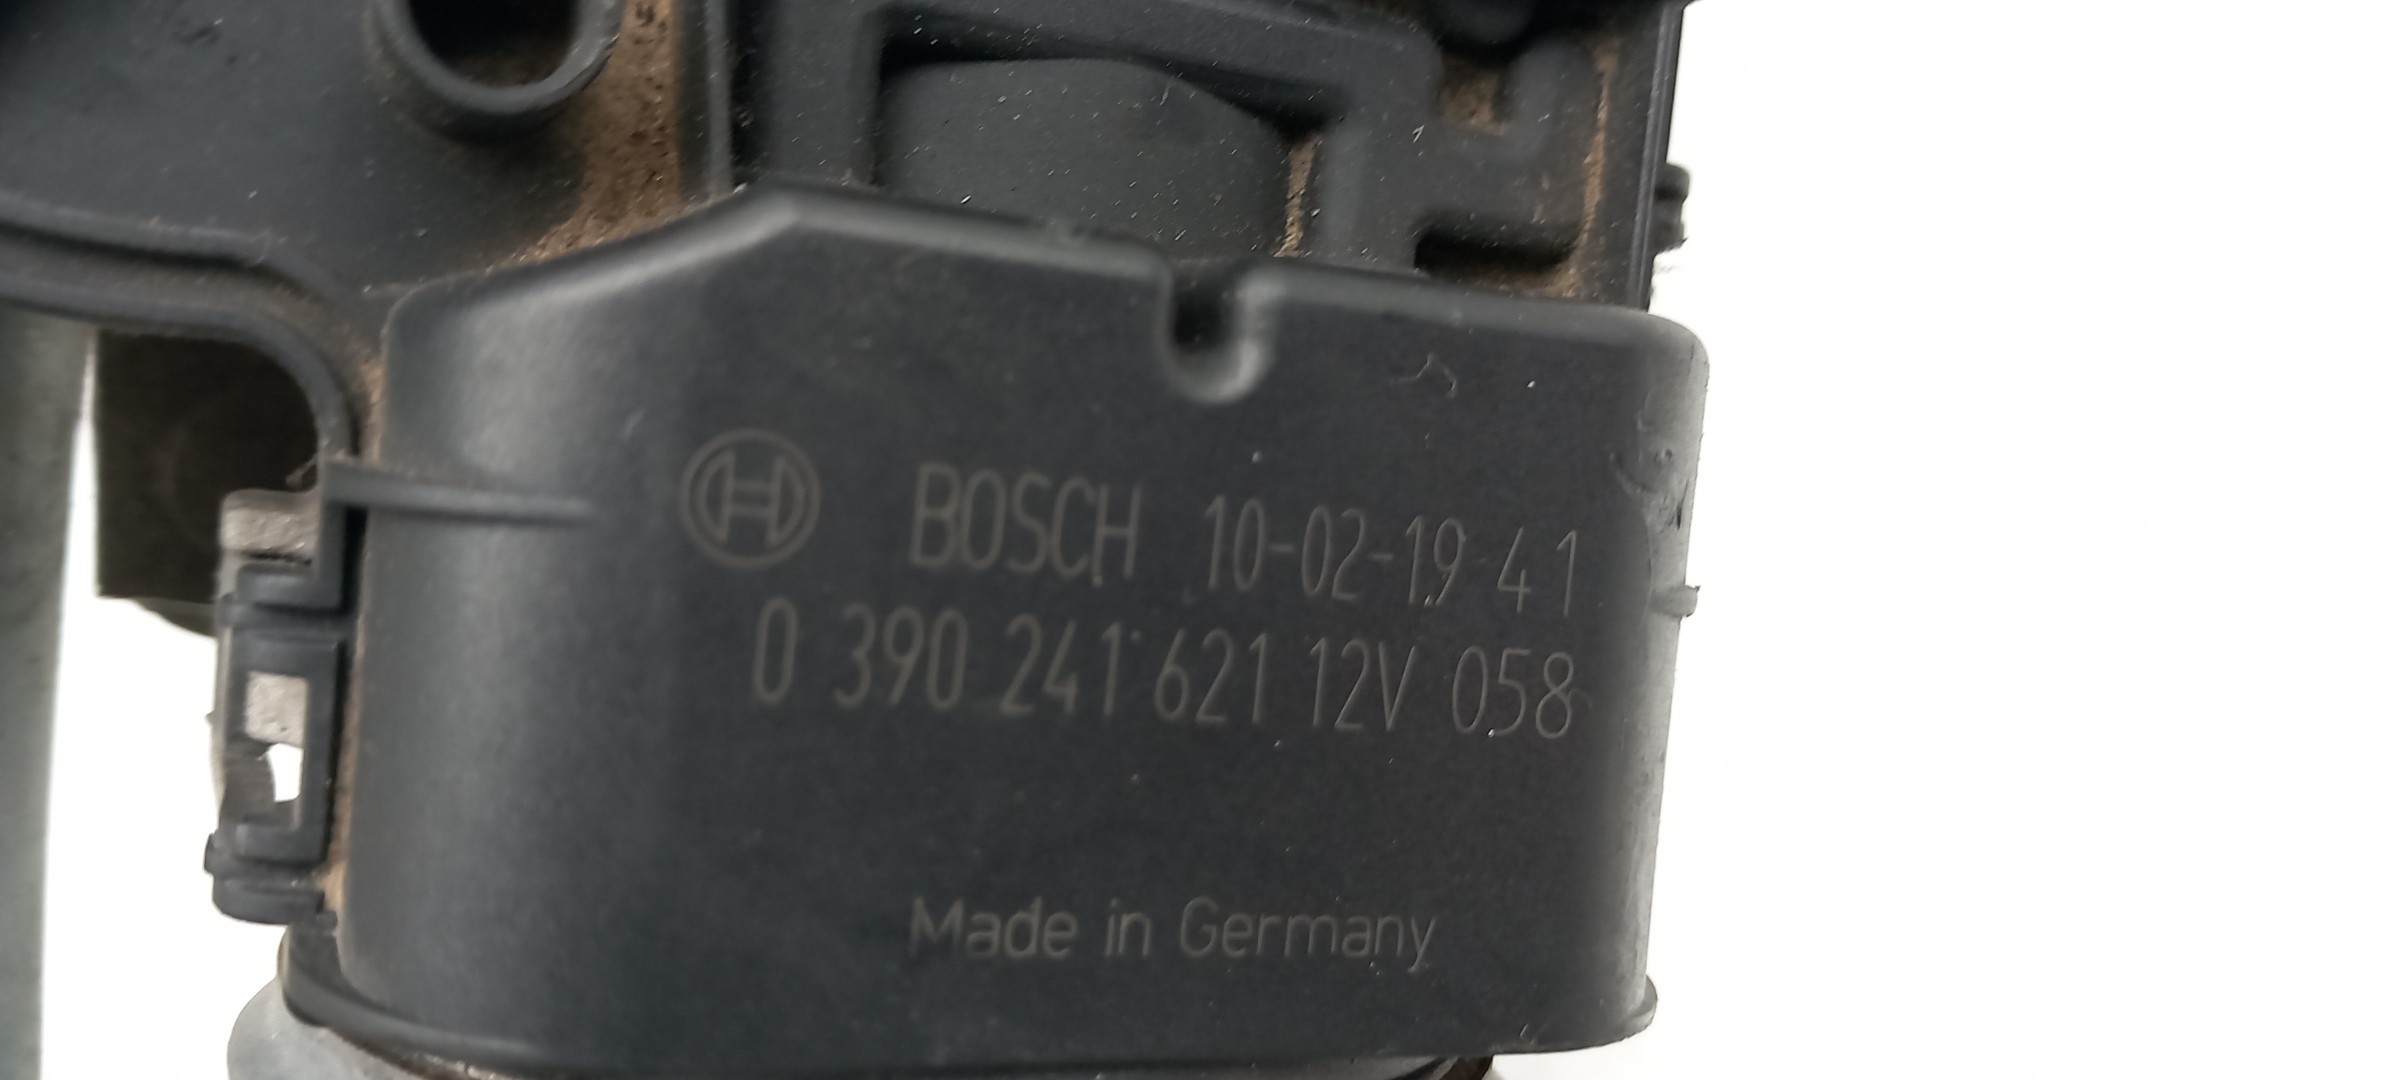 BOSCH 10-02-19 41
0 390 241 621 12V 058
Made in Germany